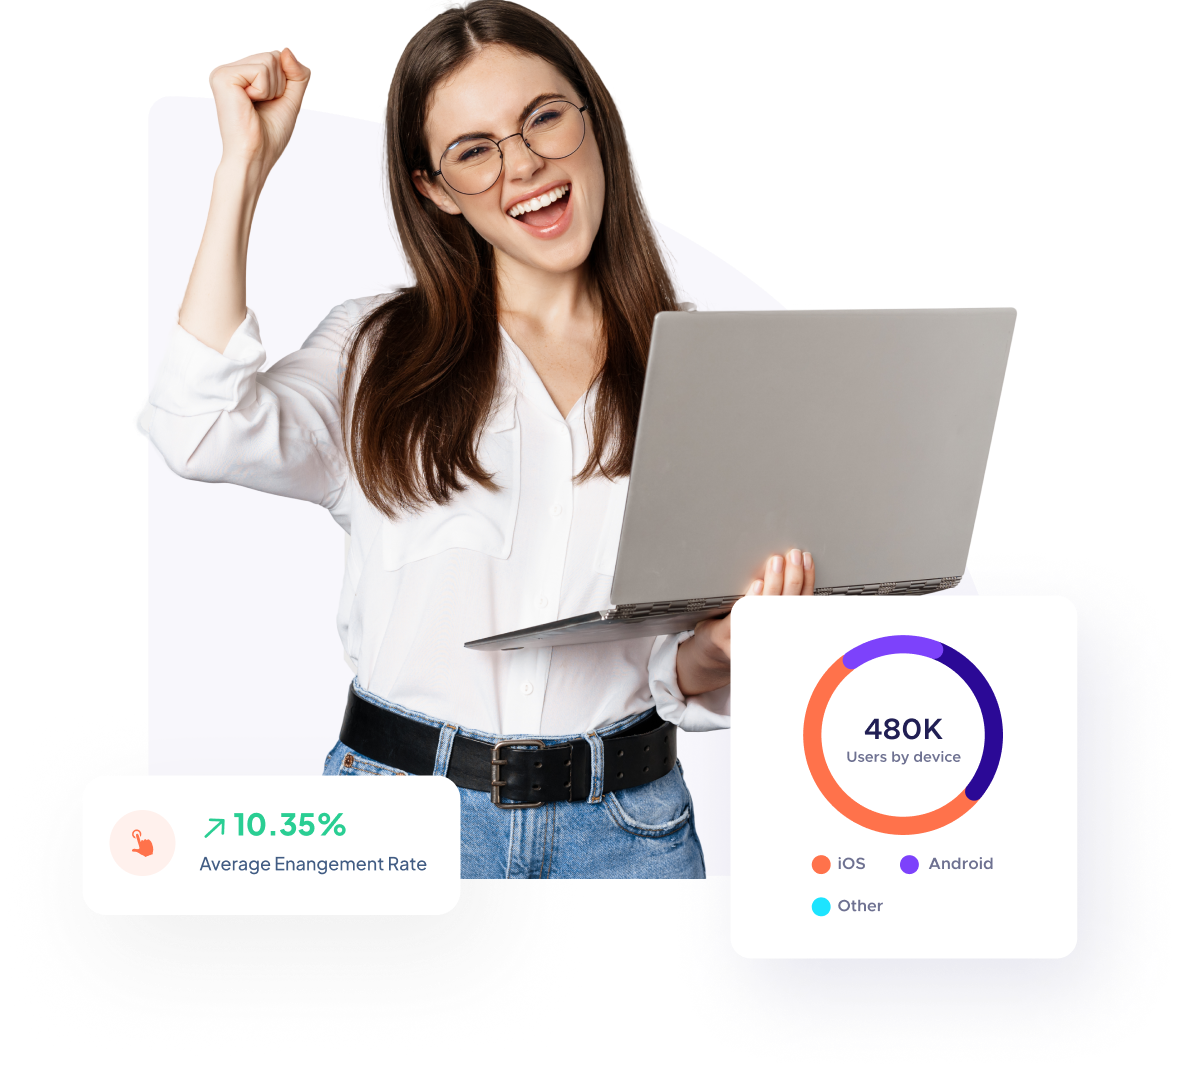 10.35%
Average Enangement Rate
480K
Users by device
iOS
Android
Other